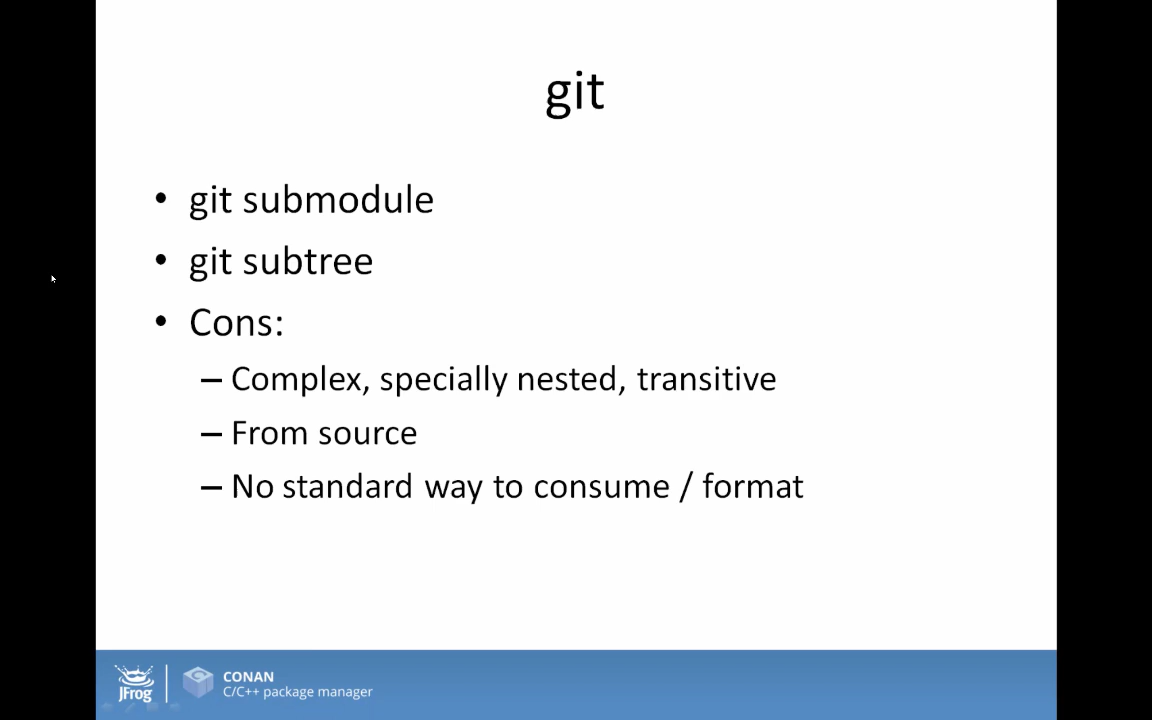 git
• git submodule
• git subtree
• Cons:
– Complex, specially nested, transitive
– From source
– No standard way to consume / format
JFrog
CONAN
C/C++ package manager